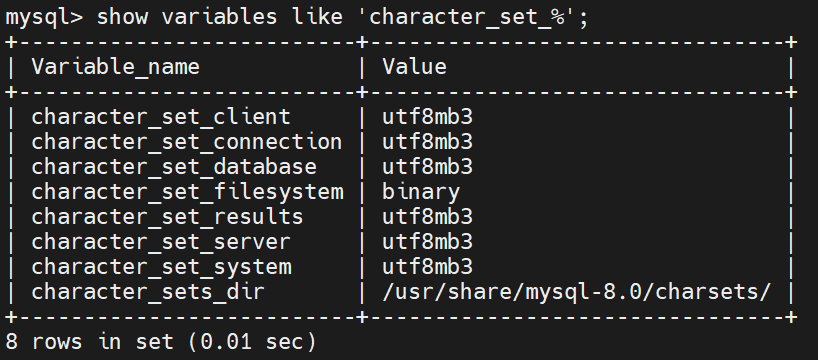 mysql> show variables like 'character_set_%';
+--------------------------+--------------------------------+
| Variable_name            | Value                          |
+--------------------------+--------------------------------+
| character_set_client     | utf8mb3                        |
| character_set_connection | utf8mb3                        |
| character_set_database   | utf8mb3                        |
| character_set_filesystem | binary                         |
| character_set_results    | utf8mb3                        |
| character_set_server     | utf8mb3                        |
| character_set_system     | utf8mb3                        |
| character_sets_dir       | /usr/share/mysql-8.0/charsets/ |
+--------------------------+--------------------------------+
8 rows in set (0.01 sec)